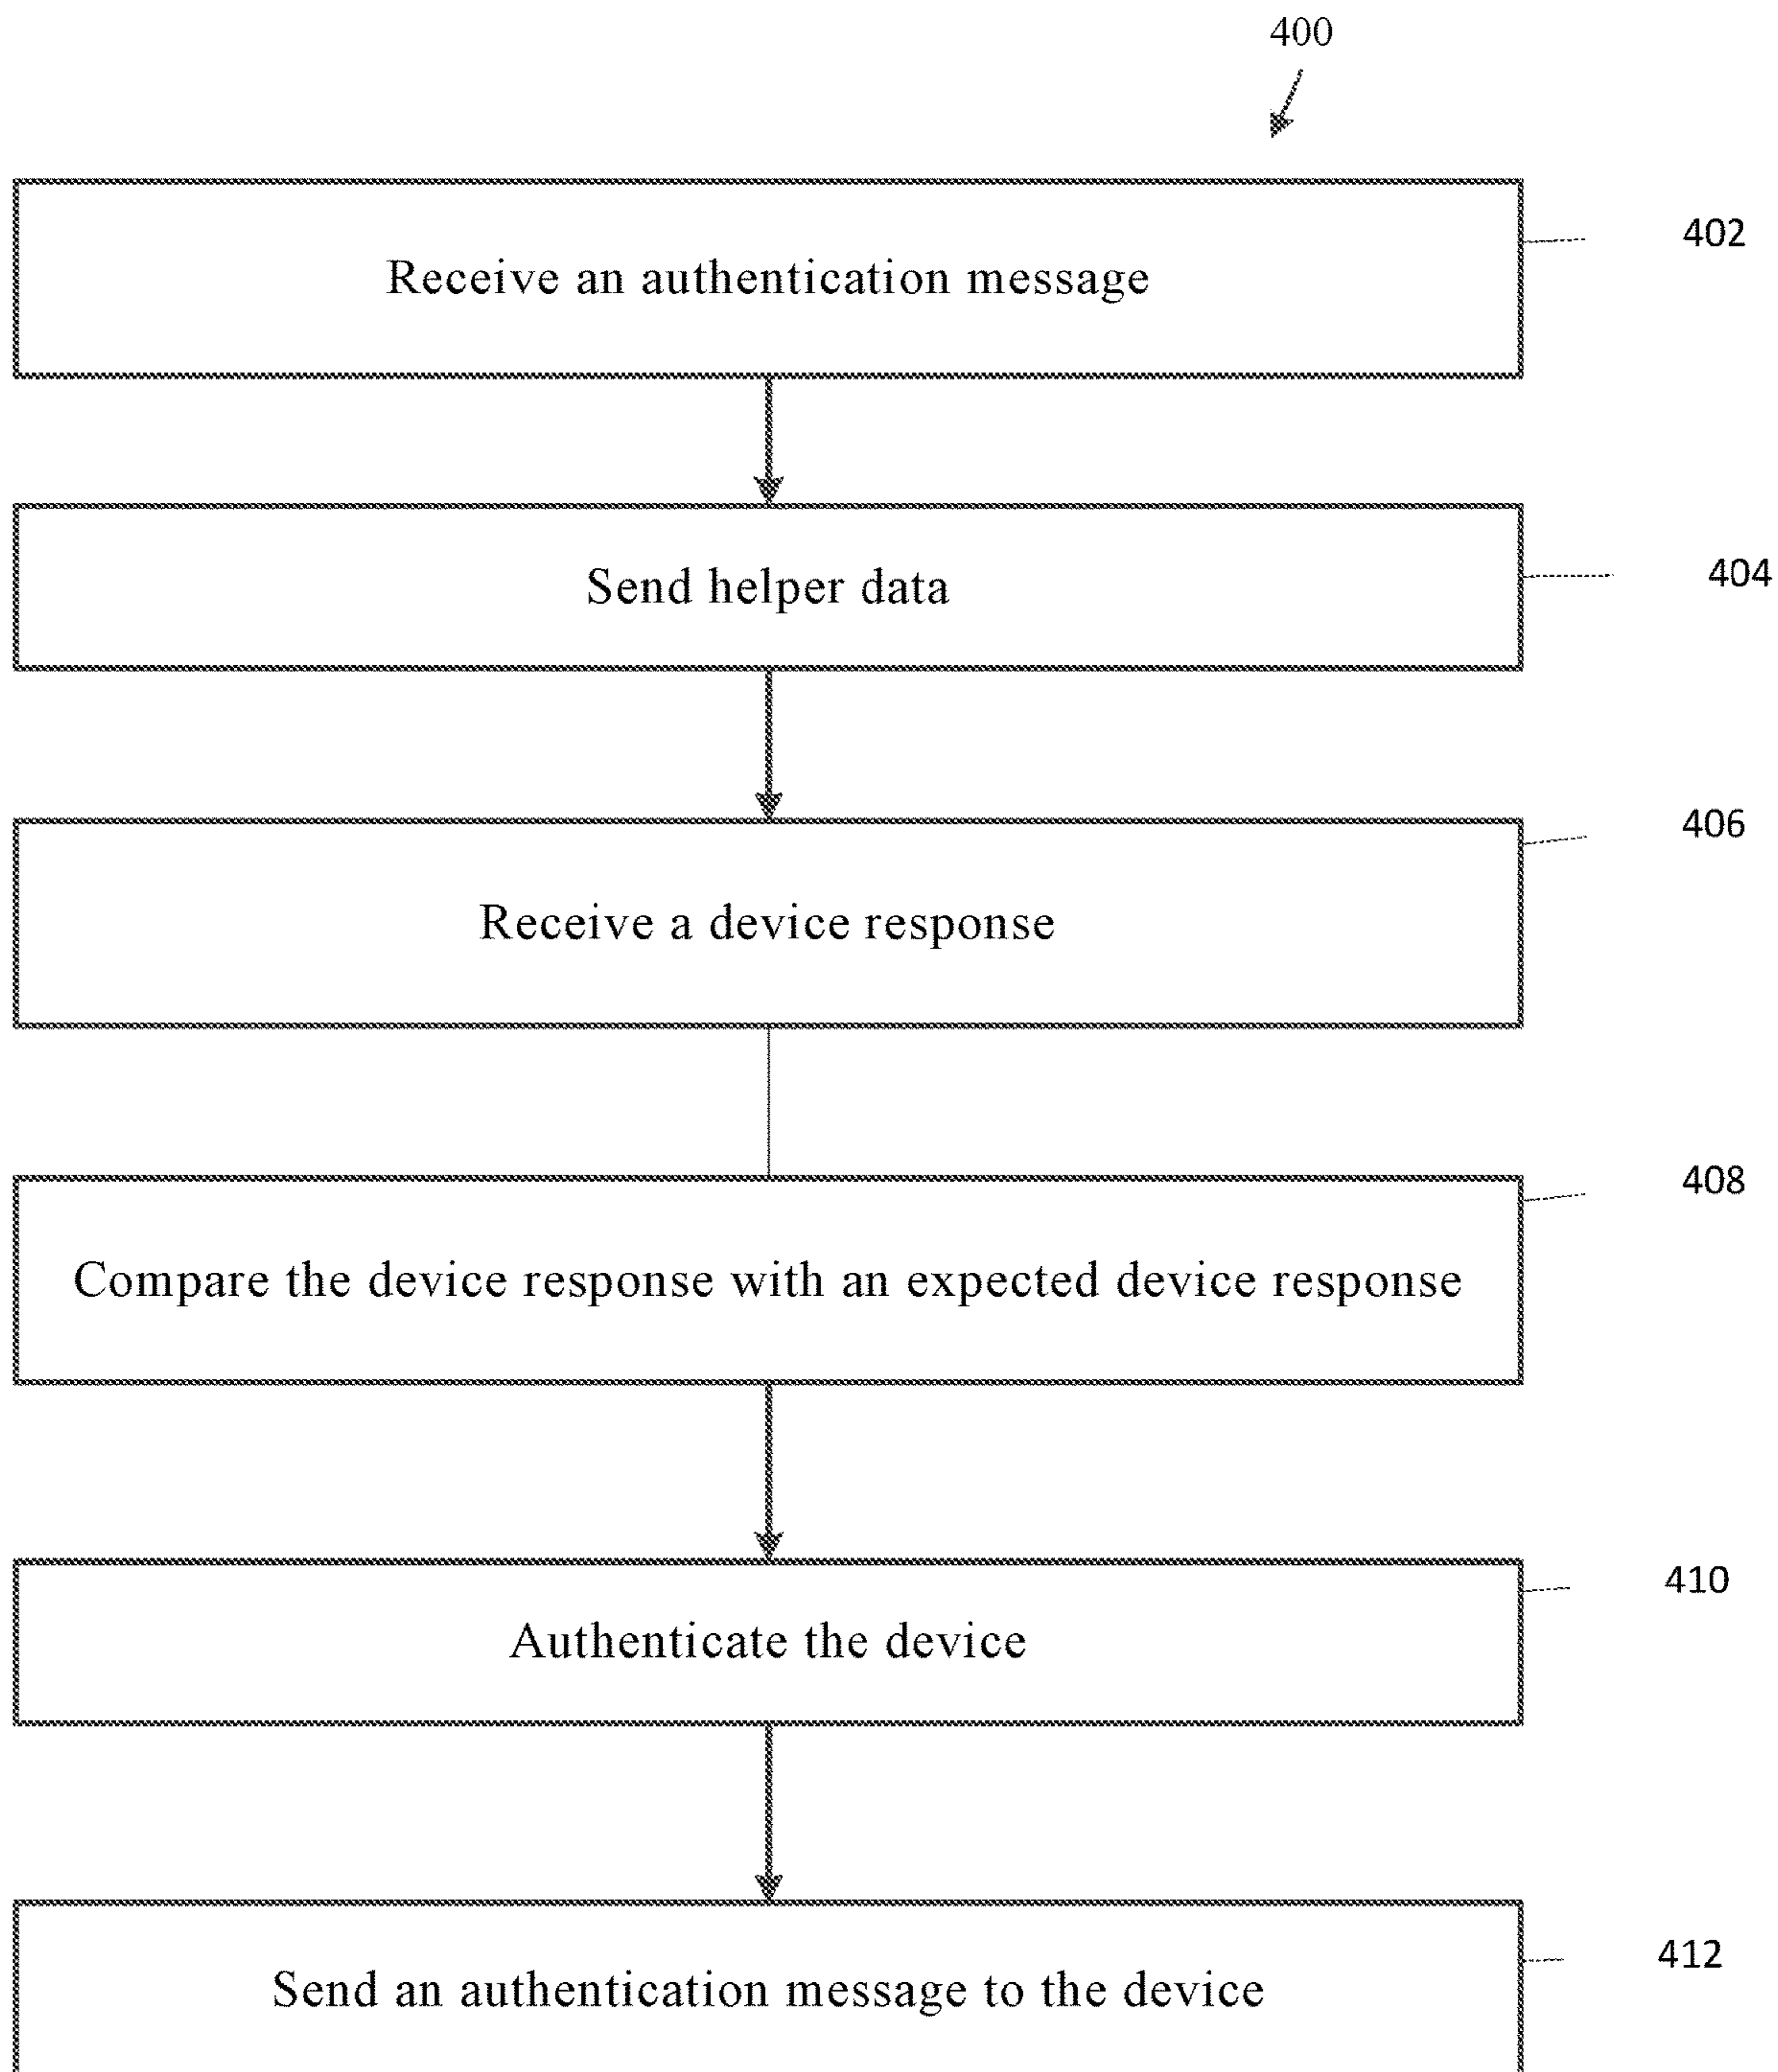 400
Receive an authentication message
402
Send helper data
404
Receive a device response
406
Compare the device response with an expected device response
408
Authenticate the device
410
Send an authentication message to the device
412